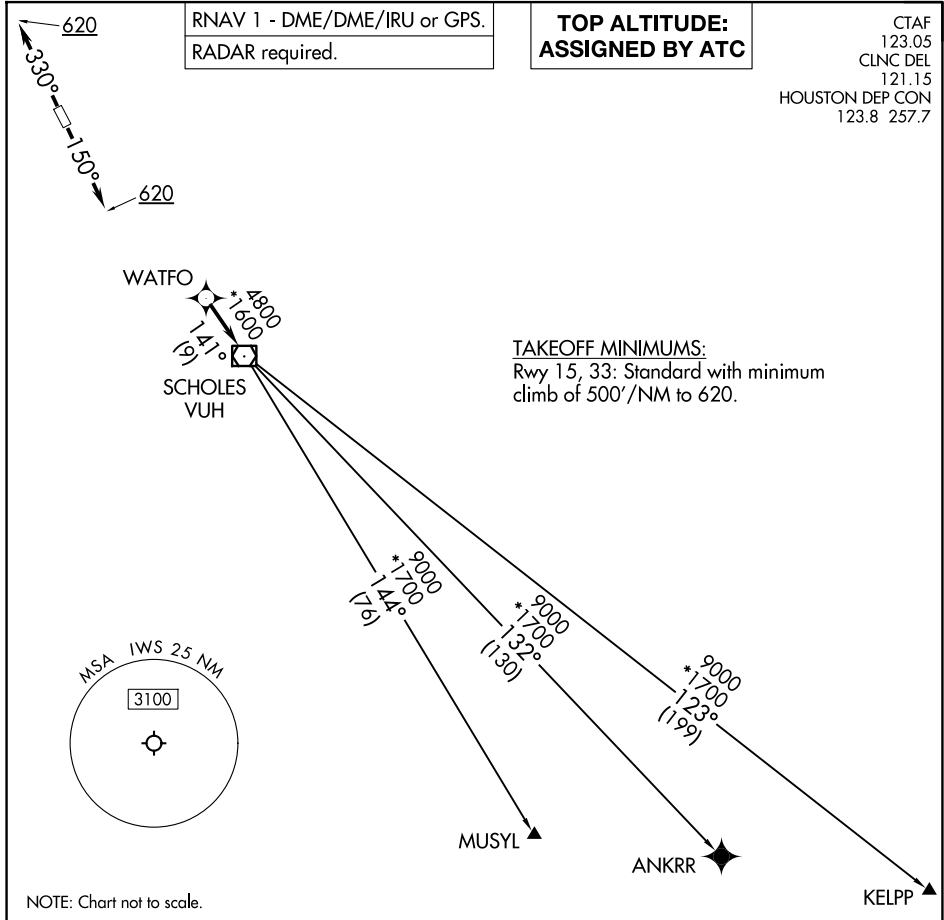 RNAV 1 - DME/DME/IRU or GPS.
RADAR required.
TOP ALTITUDE:
ASSIGNED BY ATC
CTAF
123.05
CLNC DEL
121.15
HOUSTON DEP CON
123.8 257.7
620
330°
150°
620
WATFO
4800
*1600
141°
(9)
SCHOLES
VUH
TAKEOFF MINIMUMS:
Rwy 15, 33: Standard with minimum
climb of 500'/NM to 620.
9000
*1700
144°
(76)
9000
*1700
132°
(130)
9000
*1700
123°
(199)
MSA IWS 25 NM
3100
MUSYL
ANKRR
KELPP
NOTE: Chart not to scale.